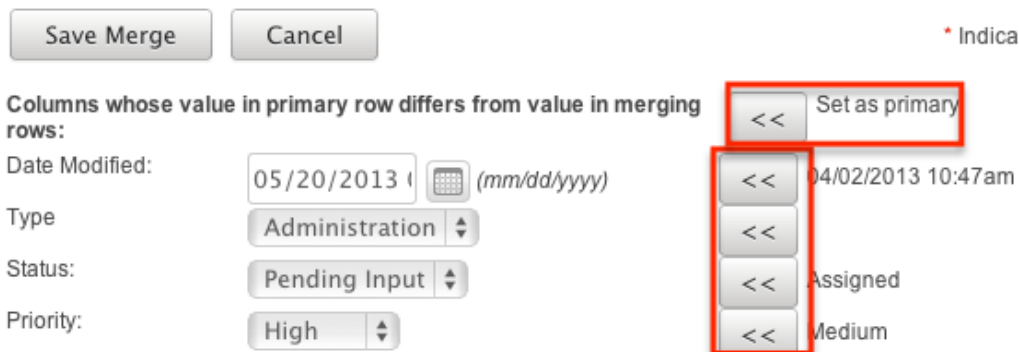 Save Merge Cancel * Indica
Columns whose value in primary row differs from value in merging << Set as primary
rows:
Date Modified: 05/20/2013 (mm/dd/yyyy) << 04/02/2013 10:47am
Type Administration <<
Status: Pending Input << Assigned
Priority: High << Medium